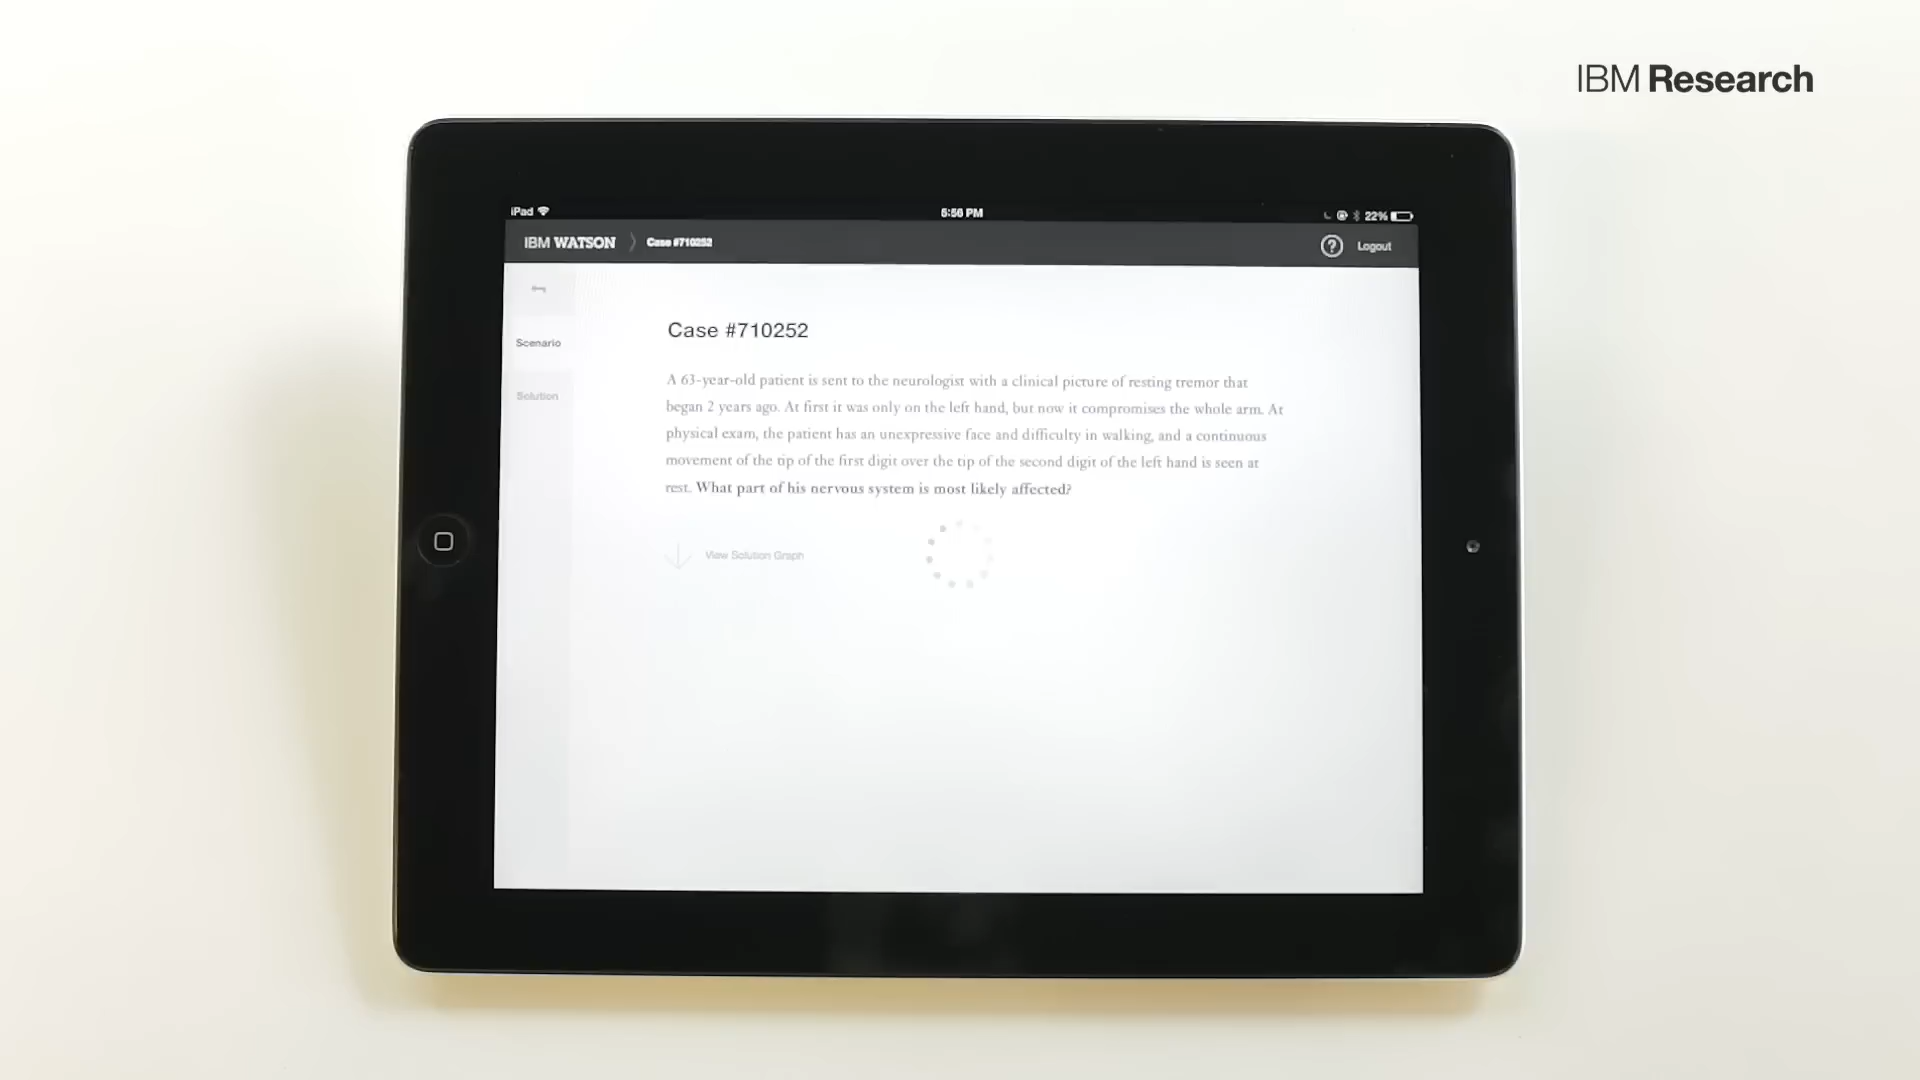 IBM Research
iPad 5:56 PM 22%
IBM WATSON Case #710252 Logout
Scenario
Solution
Case #710252
A 63-year-old patient is sent to the neurologist with a clinical picture of resting tremor that
began 2 years ago. At first it was only on the left hand, but now it compromises the whole arm. At
physical exam, the patient has an unexpressive face and difficulty in walking, and a continuous
movement of the tip of the first digit over the tip of the second digit of the left hand is seen at
rest. What part of his nervous system is most likely affected?
View Solution Graph